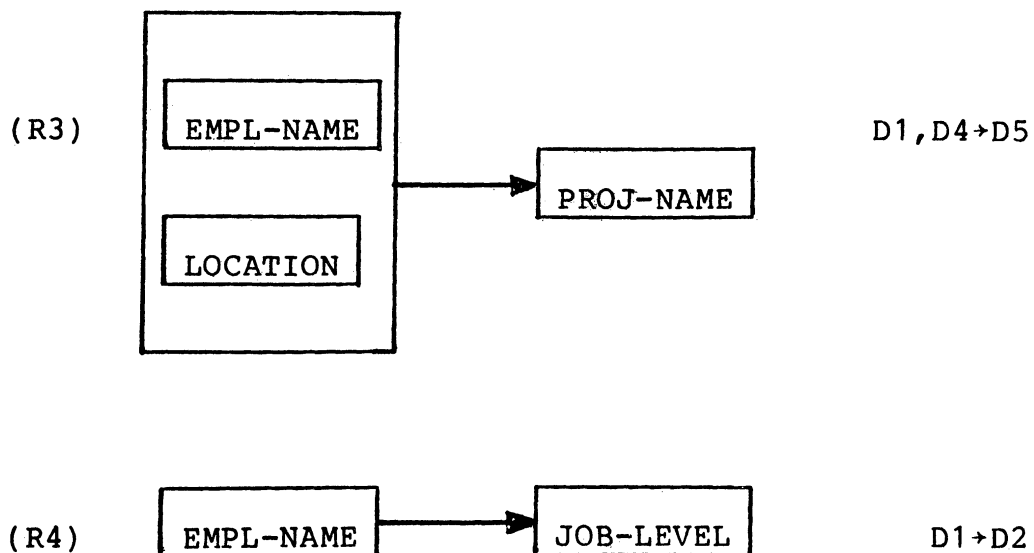 (R3) EMPL-NAME D1,D4→D5
PROJ-NAME
LOCATION
(R4) EMPL-NAME JOB-LEVEL D1→D2